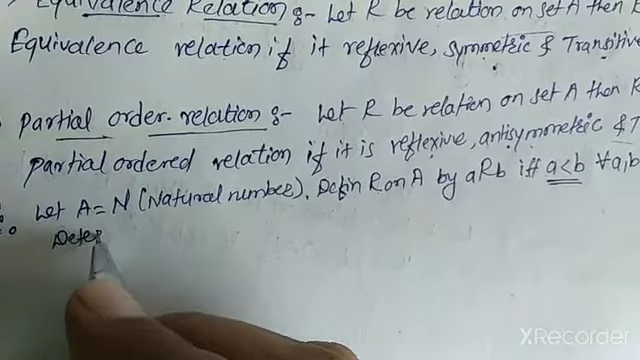 Equivalence Relation :- Let R be relation on set A then
Equivalence relation if it reflexive, symmetric & Transitive
Partial order relation :- Let R be relation on set A then R
partial ordered relation if it is reflexive, antisymmetric & T
Let A = N (Natural number). Defin R on A by aRb iff a<b ∀a,b
Deter
XRecorder